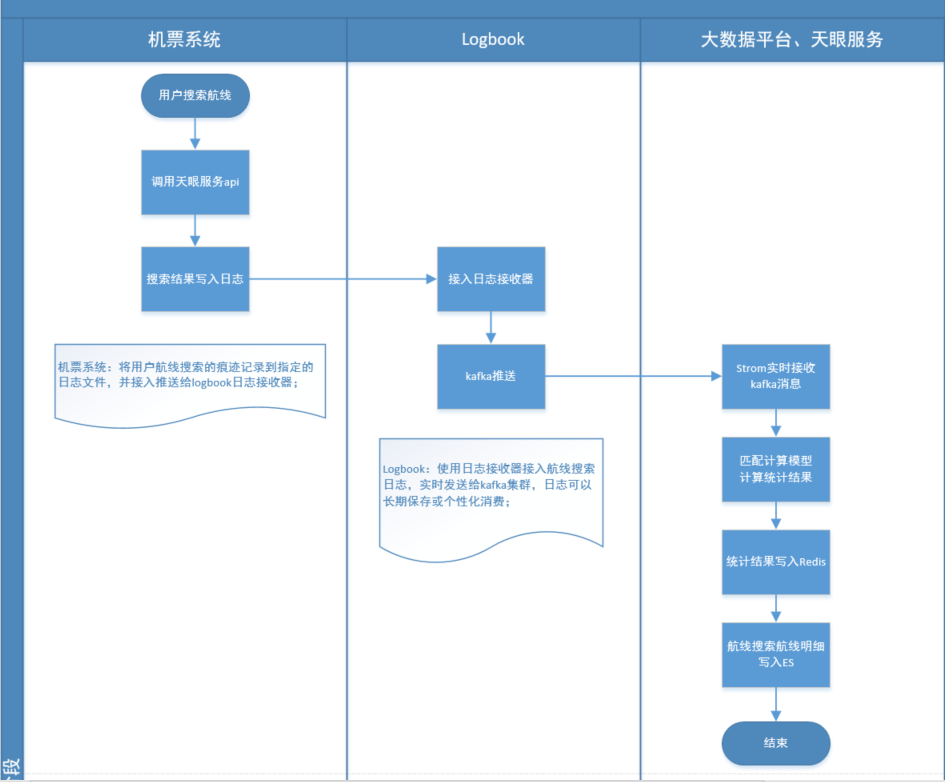 机票系统
Logbook
大数据平台、天眼服务
用户搜索航线
调用天眼服务api
搜索结果写入日志
机票系统：将用户航线搜索的痕迹记录到指定的
日志文件，并接入推送给logbook日志接收器；
接入日志接收器
kafka推送
Logbook：使用日志接收器接入航线搜索
日志，实时发送给kafka集群，日志可以
长期保存或个性化消费；
Strom实时接收
kafka消息
匹配计算模型
计算统计结果
统计结果写入Redis
航线搜索航线明细
写入ES
结束
段